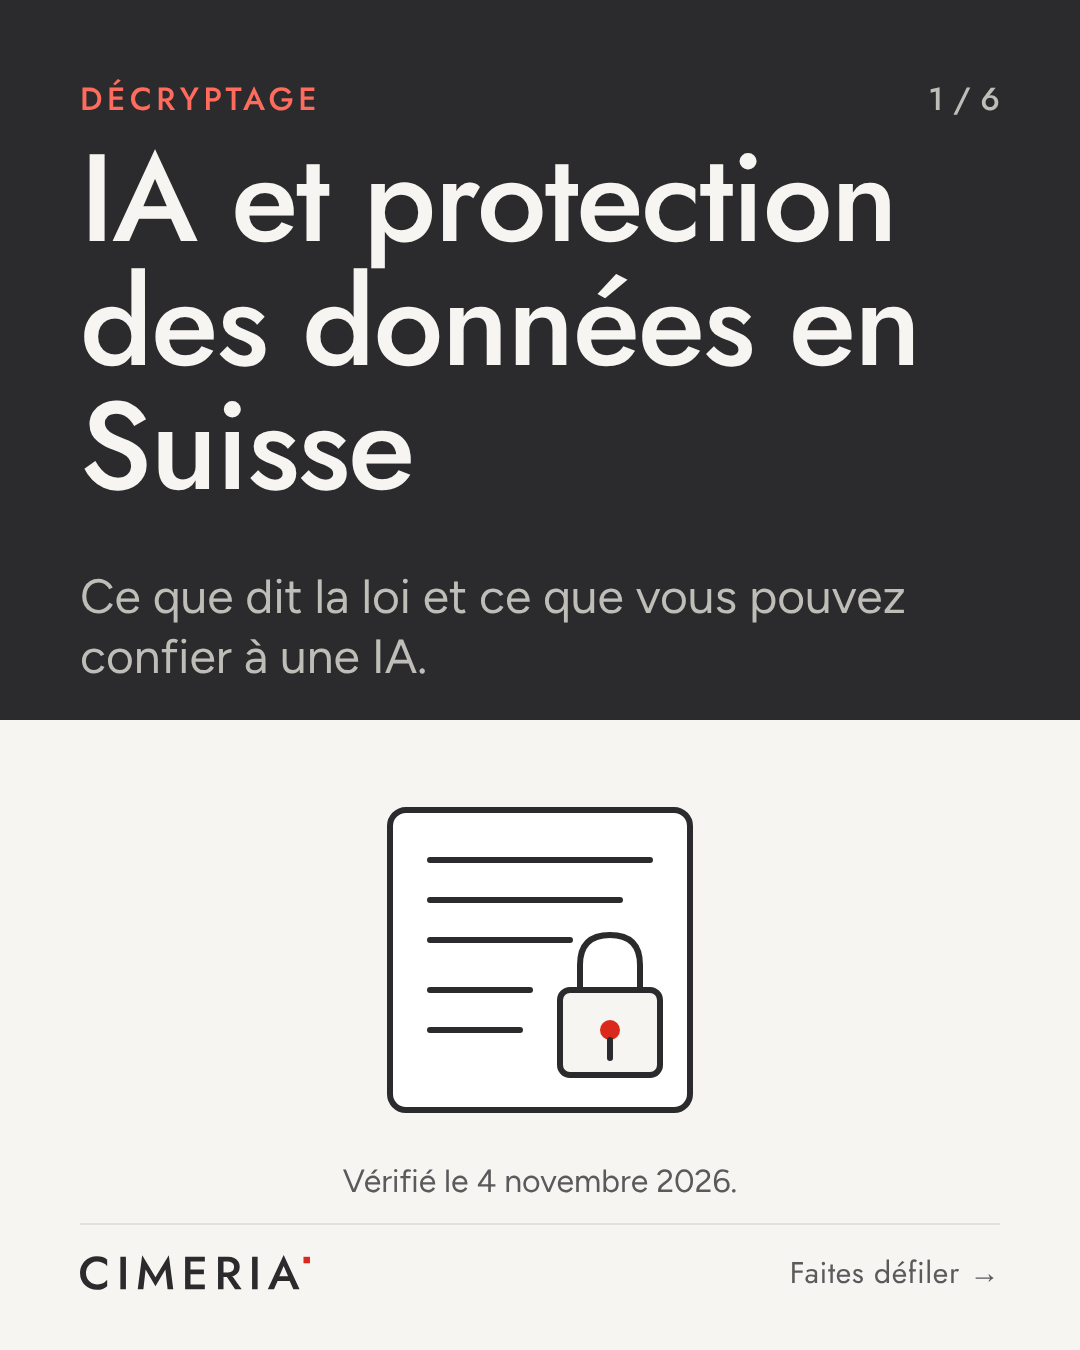 DÉCRYPTAGE
1 / 6
IA et protection
des données en
Suisse
Ce que dit la loi et ce que vous pouvez
confier à une IA.
Vérifié le 4 novembre 2026.
CIMERIA
Faites défiler →